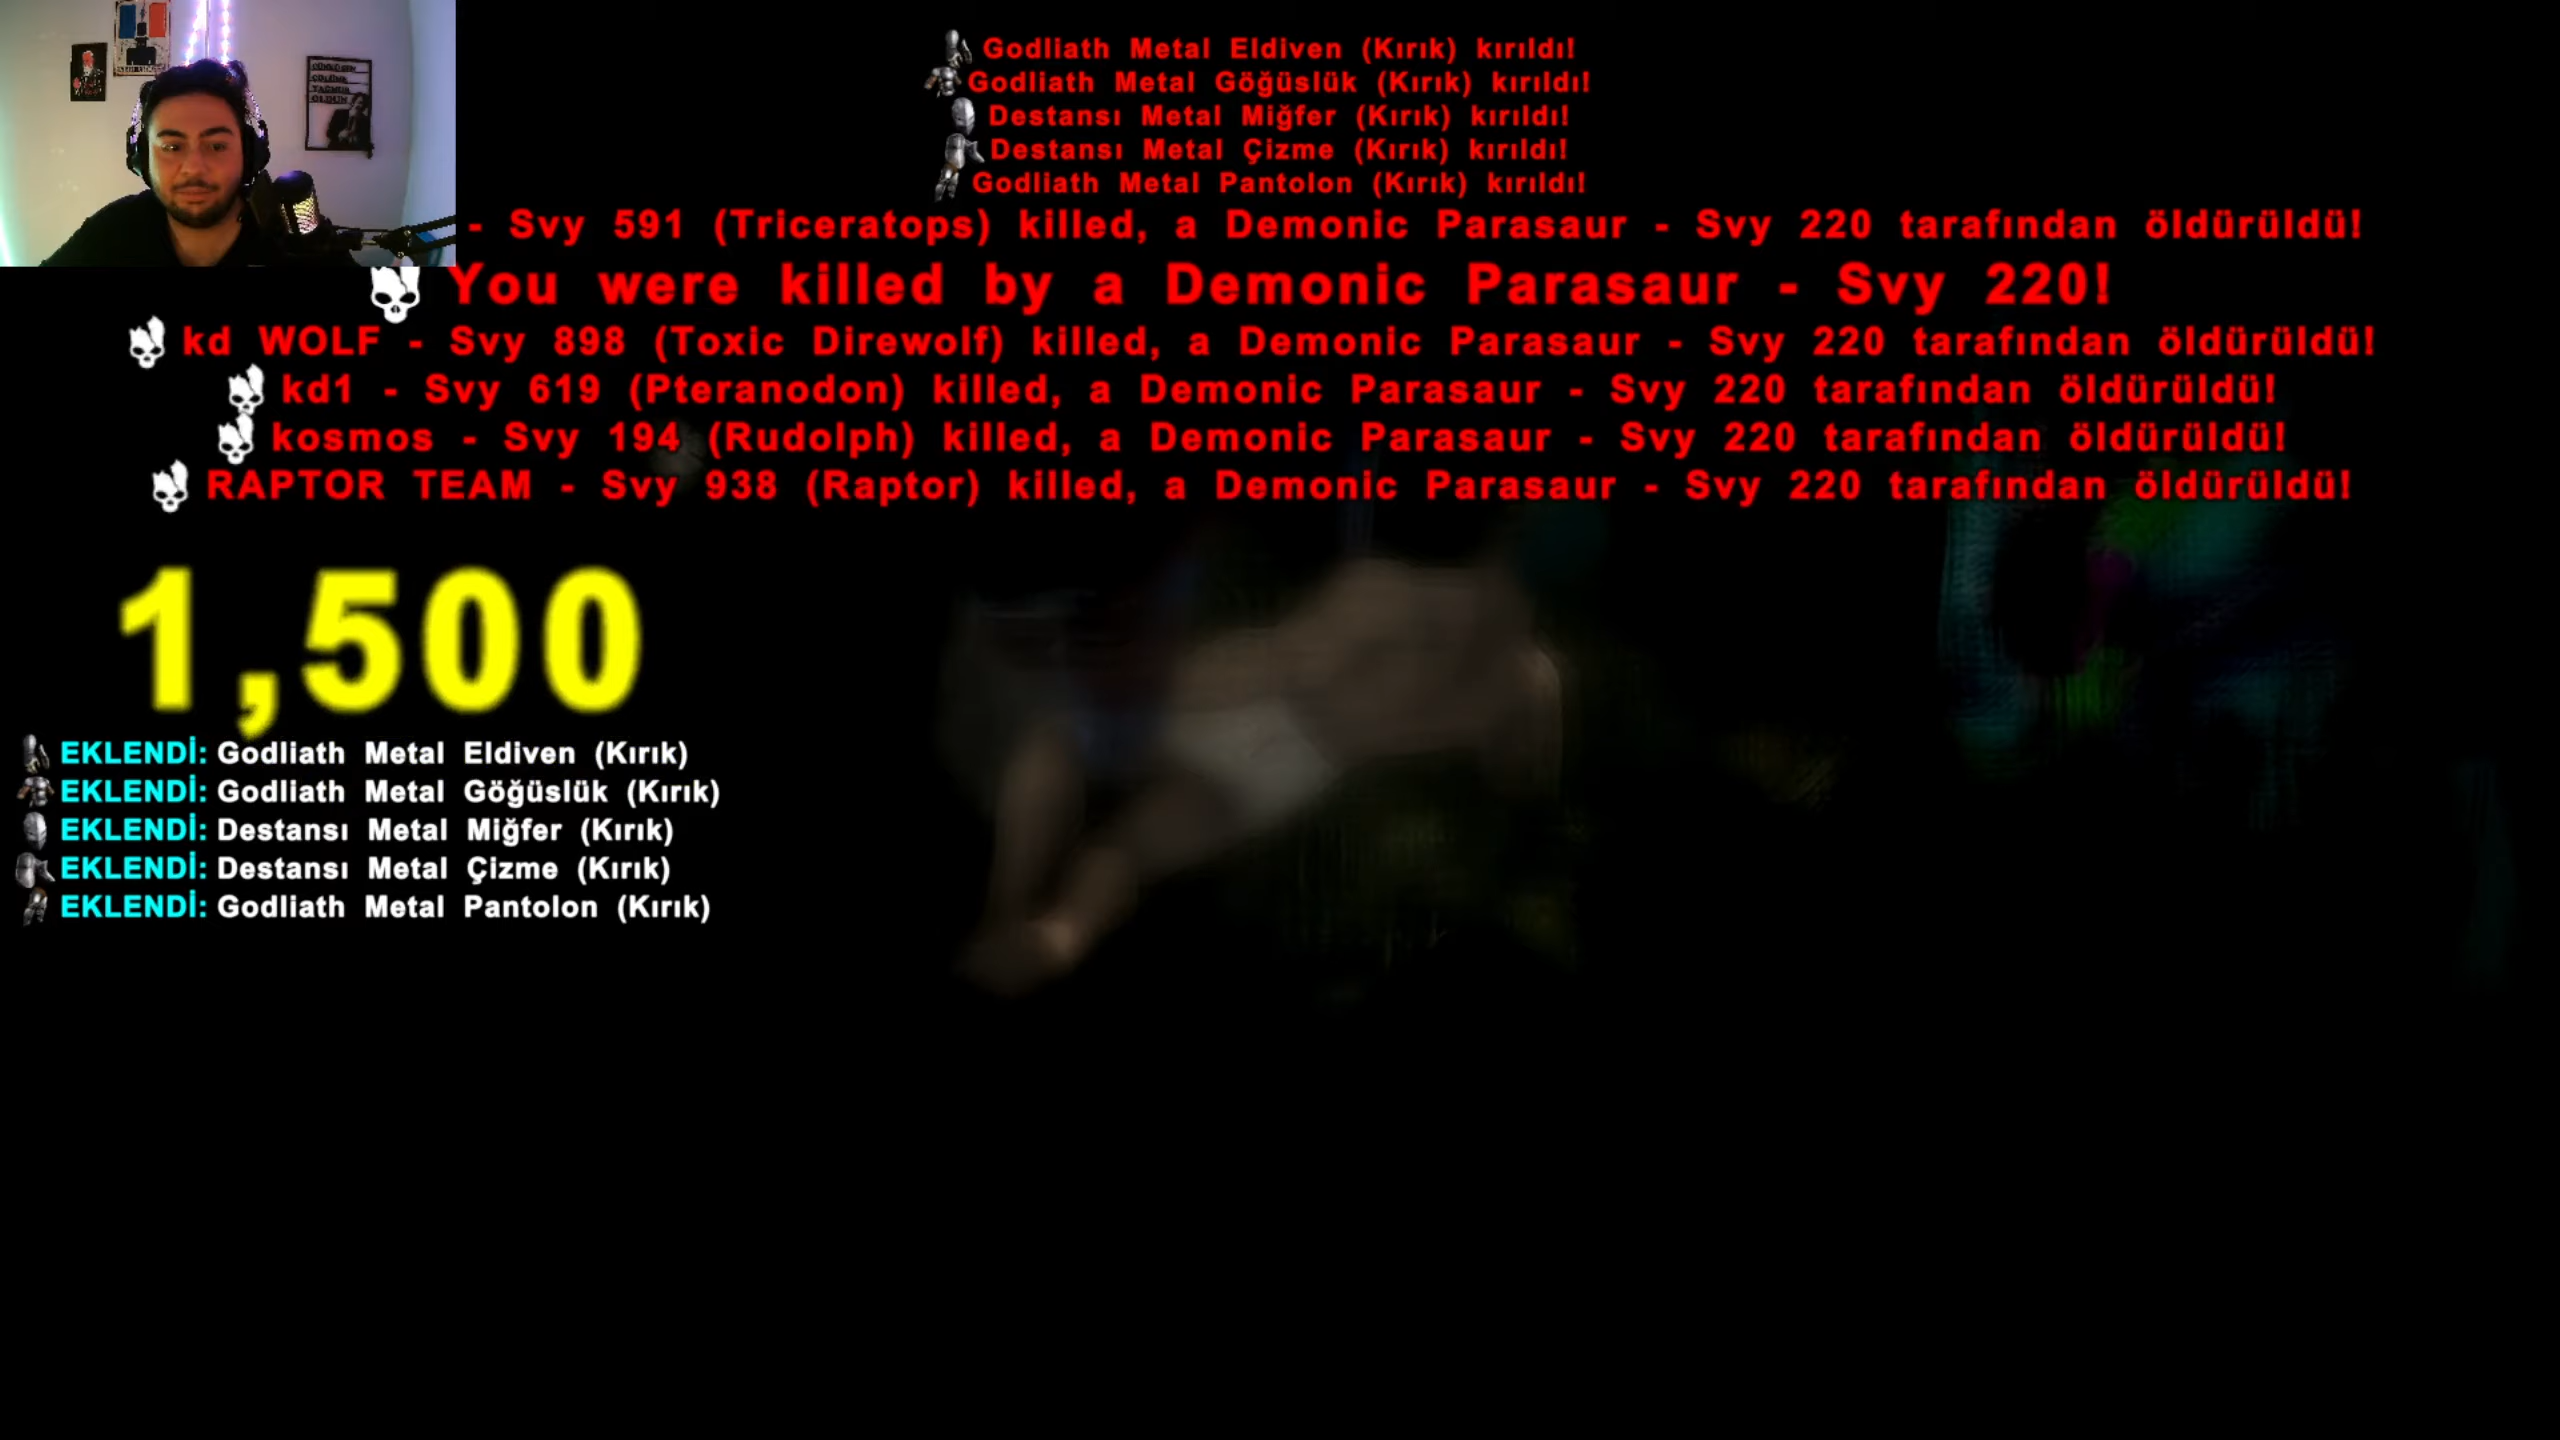 ÇÜNKÜ SEN
ÇÖLÜME
YAĞMUR
OLDUN
Godliath Metal Eldiven (Kırık) kırıldı!
Godliath Metal Göğüslük (Kırık) kırıldı!
Destansı Metal Miğfer (Kırık) kırıldı!
Destansı Metal Çizme (Kırık) kırıldı!
Godliath Metal Pantolon (Kırık) kırıldı!
- Svy 591 (Triceratops) killed, a Demonic Parasaur - Svy 220 tarafından öldürüldü!
You were killed by a Demonic Parasaur - Svy 220!
kd WOLF - Svy 898 (Toxic Direwolf) killed, a Demonic Parasaur - Svy 220 tarafından öldürüldü!
kd1 - Svy 619 (Pteranodon) killed, a Demonic Parasaur - Svy 220 tarafından öldürüldü!
kosmos - Svy 194 (Rudolph) killed, a Demonic Parasaur - Svy 220 tarafından öldürüldü!
RAPTOR TEAM - Svy 938 (Raptor) killed, a Demonic Parasaur - Svy 220 tarafından öldürüldü!
1,500
EKLENDİ: Godliath Metal Eldiven (Kırık)
EKLENDİ: Godliath Metal Göğüslük (Kırık)
EKLENDİ: Destansı Metal Miğfer (Kırık)
EKLENDİ: Destansı Metal Çizme (Kırık)
EKLENDİ: Godliath Metal Pantolon (Kırık)